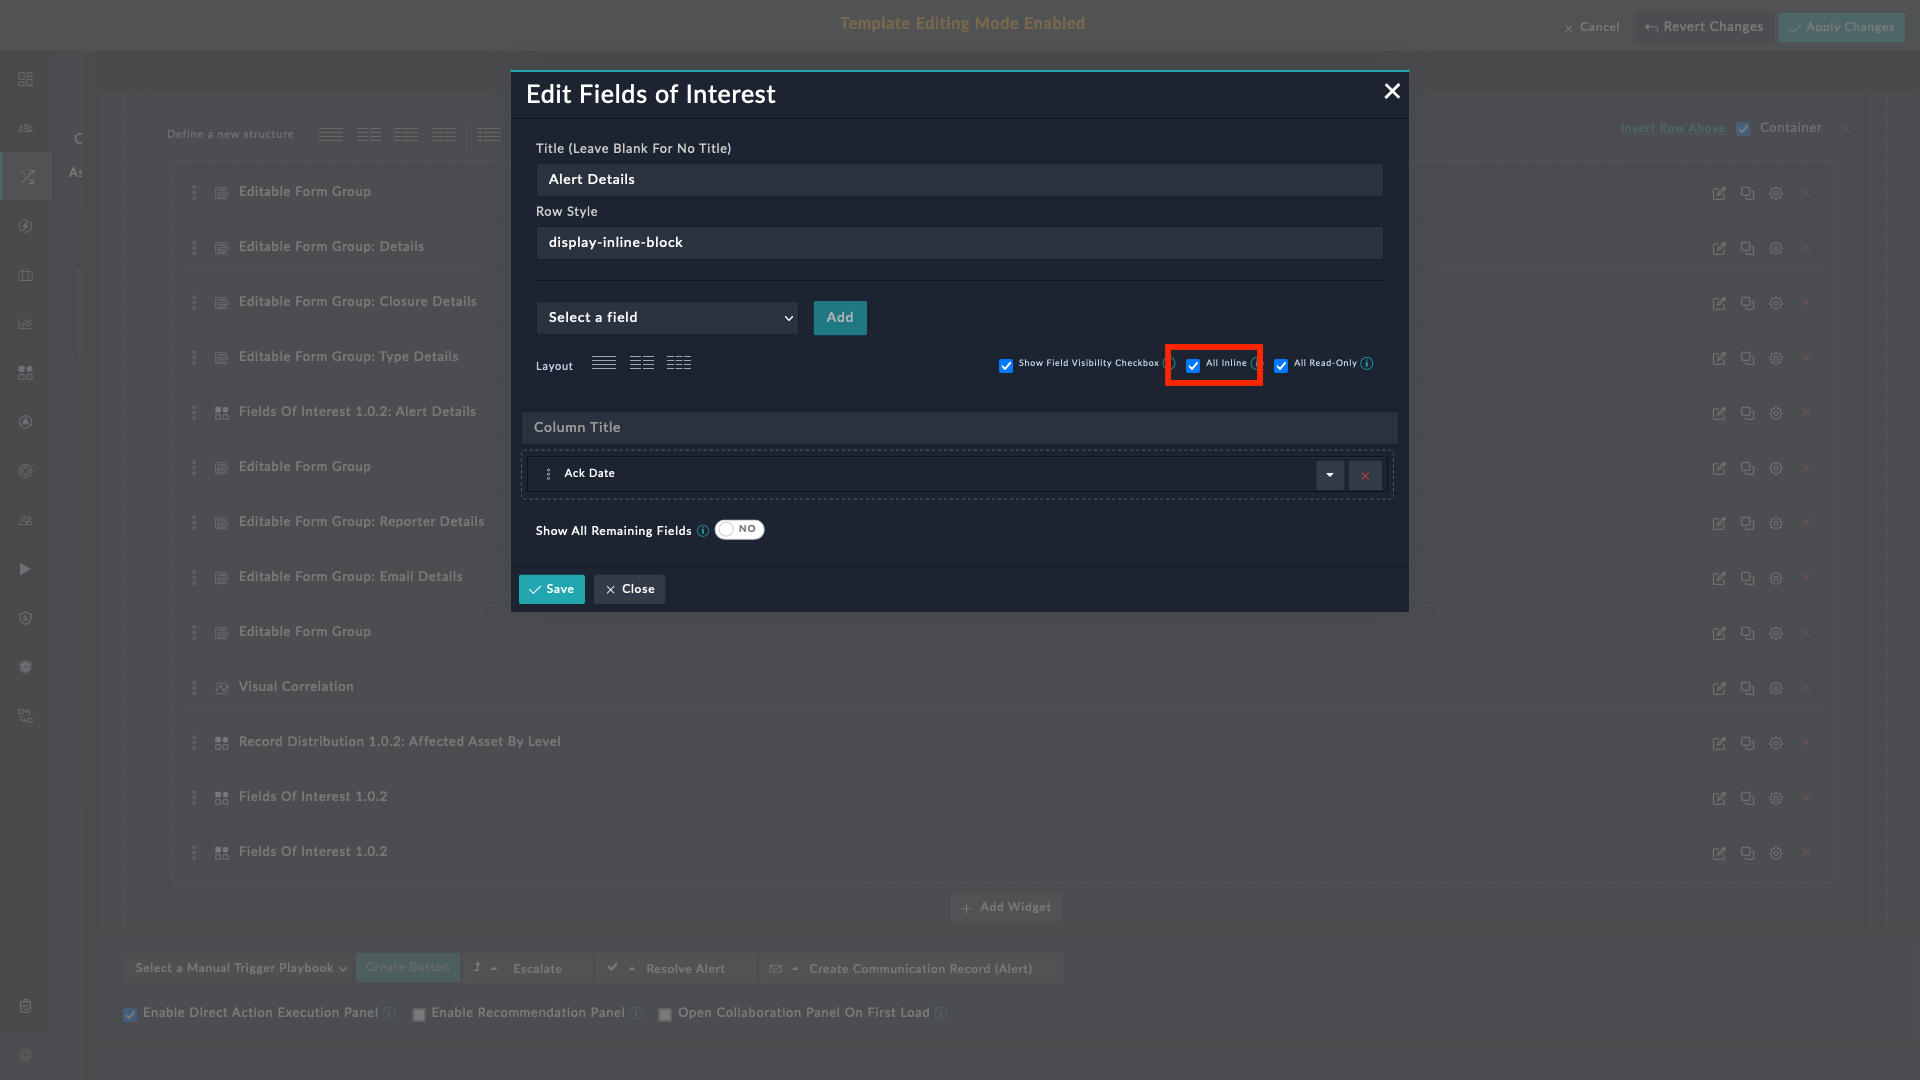 Template Editing Mode Enabled
Cancel
Revert Changes
Apply Changes
Edit Fields of Interest
Define a new structure
Insert Row Above
Container
C
As
Title (Leave Blank For No Title)
Alert Details
Row Style
display-inline-block
Select a field
Add
Layout
Show Field Visibility Checkbox
All Inline
All Read-Only
Column Title
Ack Date
Show All Remaining Fields
NO
Save
Close
Editable Form Group
Editable Form Group: Details
Editable Form Group: Closure Details
Editable Form Group: Type Details
Fields Of Interest 1.0.2: Alert Details
Editable Form Group
Editable Form Group: Reporter Details
Editable Form Group: Email Details
Editable Form Group
Visual Correlation
Record Distribution 1.0.2: Affected Asset By Level
Fields Of Interest 1.0.2
Fields Of Interest 1.0.2
Add Widget
Select a Manual Trigger Playbook
Create Button
Escalate
Resolve Alert
Create Communication Record (Alert)
Enable Direct Action Execution Panel
Enable Recommendation Panel
Open Collaboration Panel On First Load